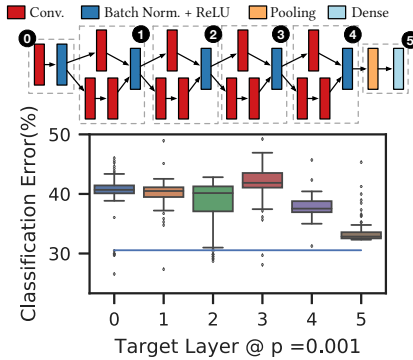 Conv. Batch Norm. + ReLU Pooling Dense
0 1 2 3 4 5
Classification Error(%)
50
40
30
0 1 2 3 4 5
Target Layer @ p =0.001